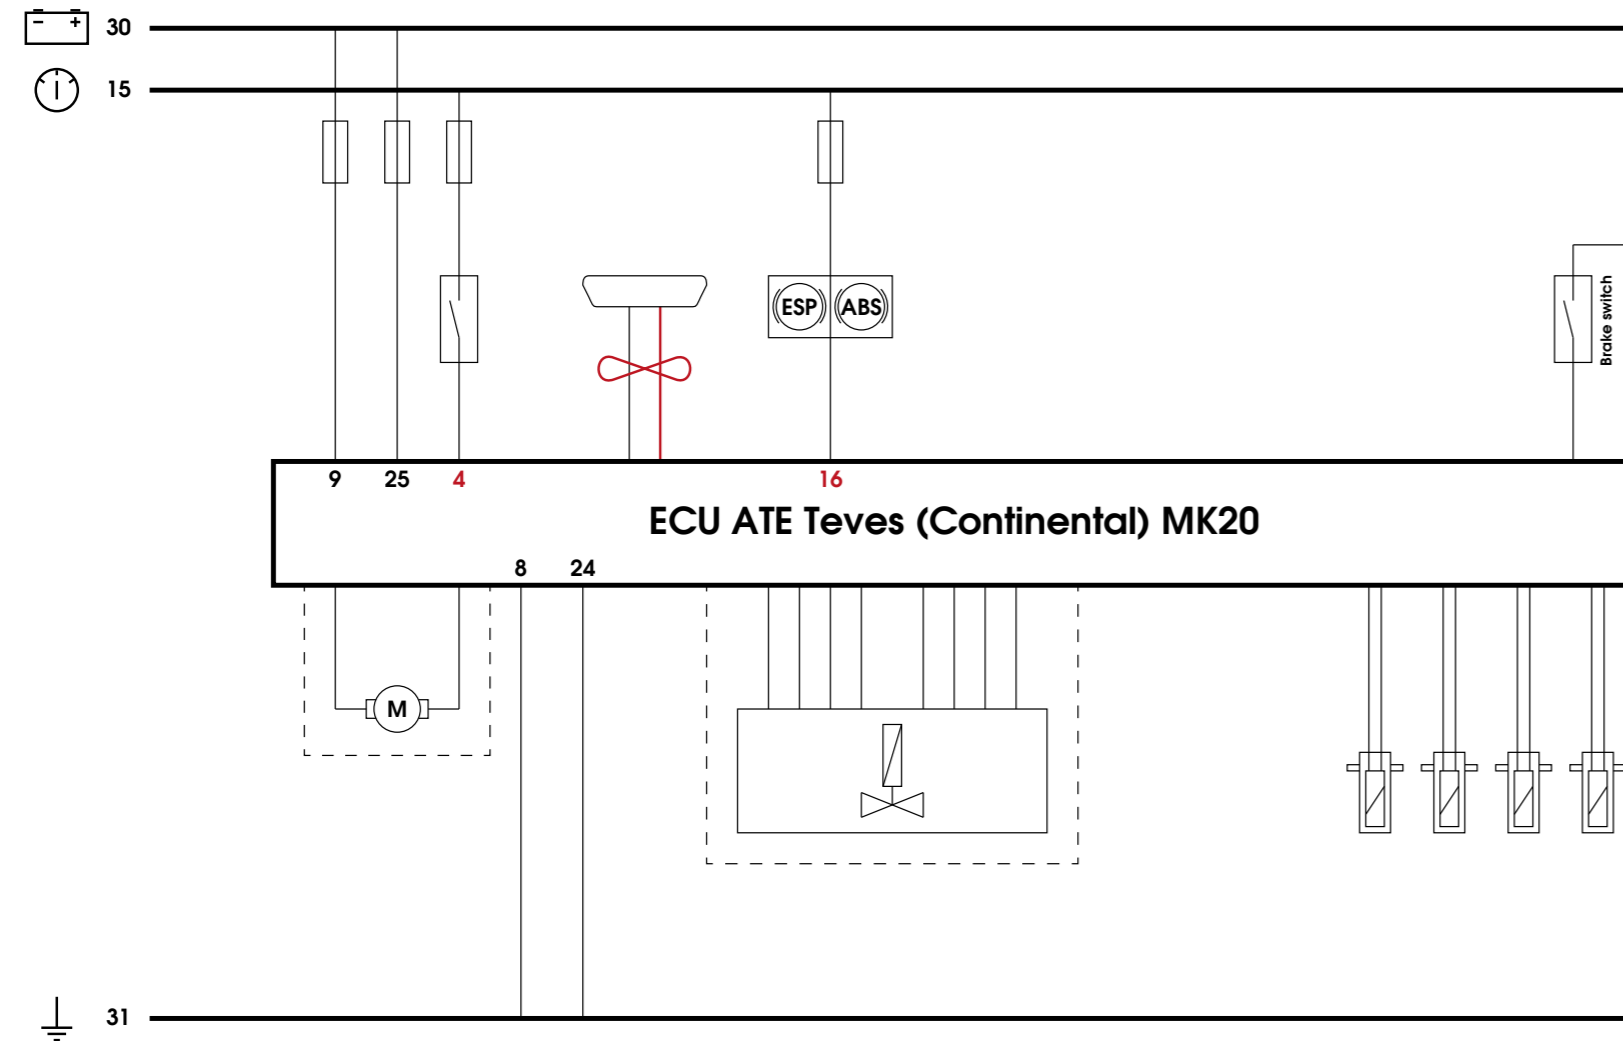 - + 30
15
ESP ABS
Brake switch
9 25 4 16
ECU ATE Teves (Continental) MK20
8 24
M
31